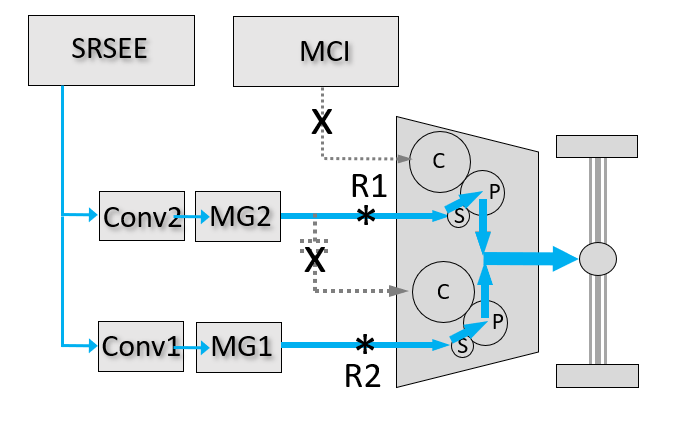 SRSEE
MCI
X
C
R1
P
Conv2
MG2
*
S
X
C
P
Conv1
MG1
*
S
R2